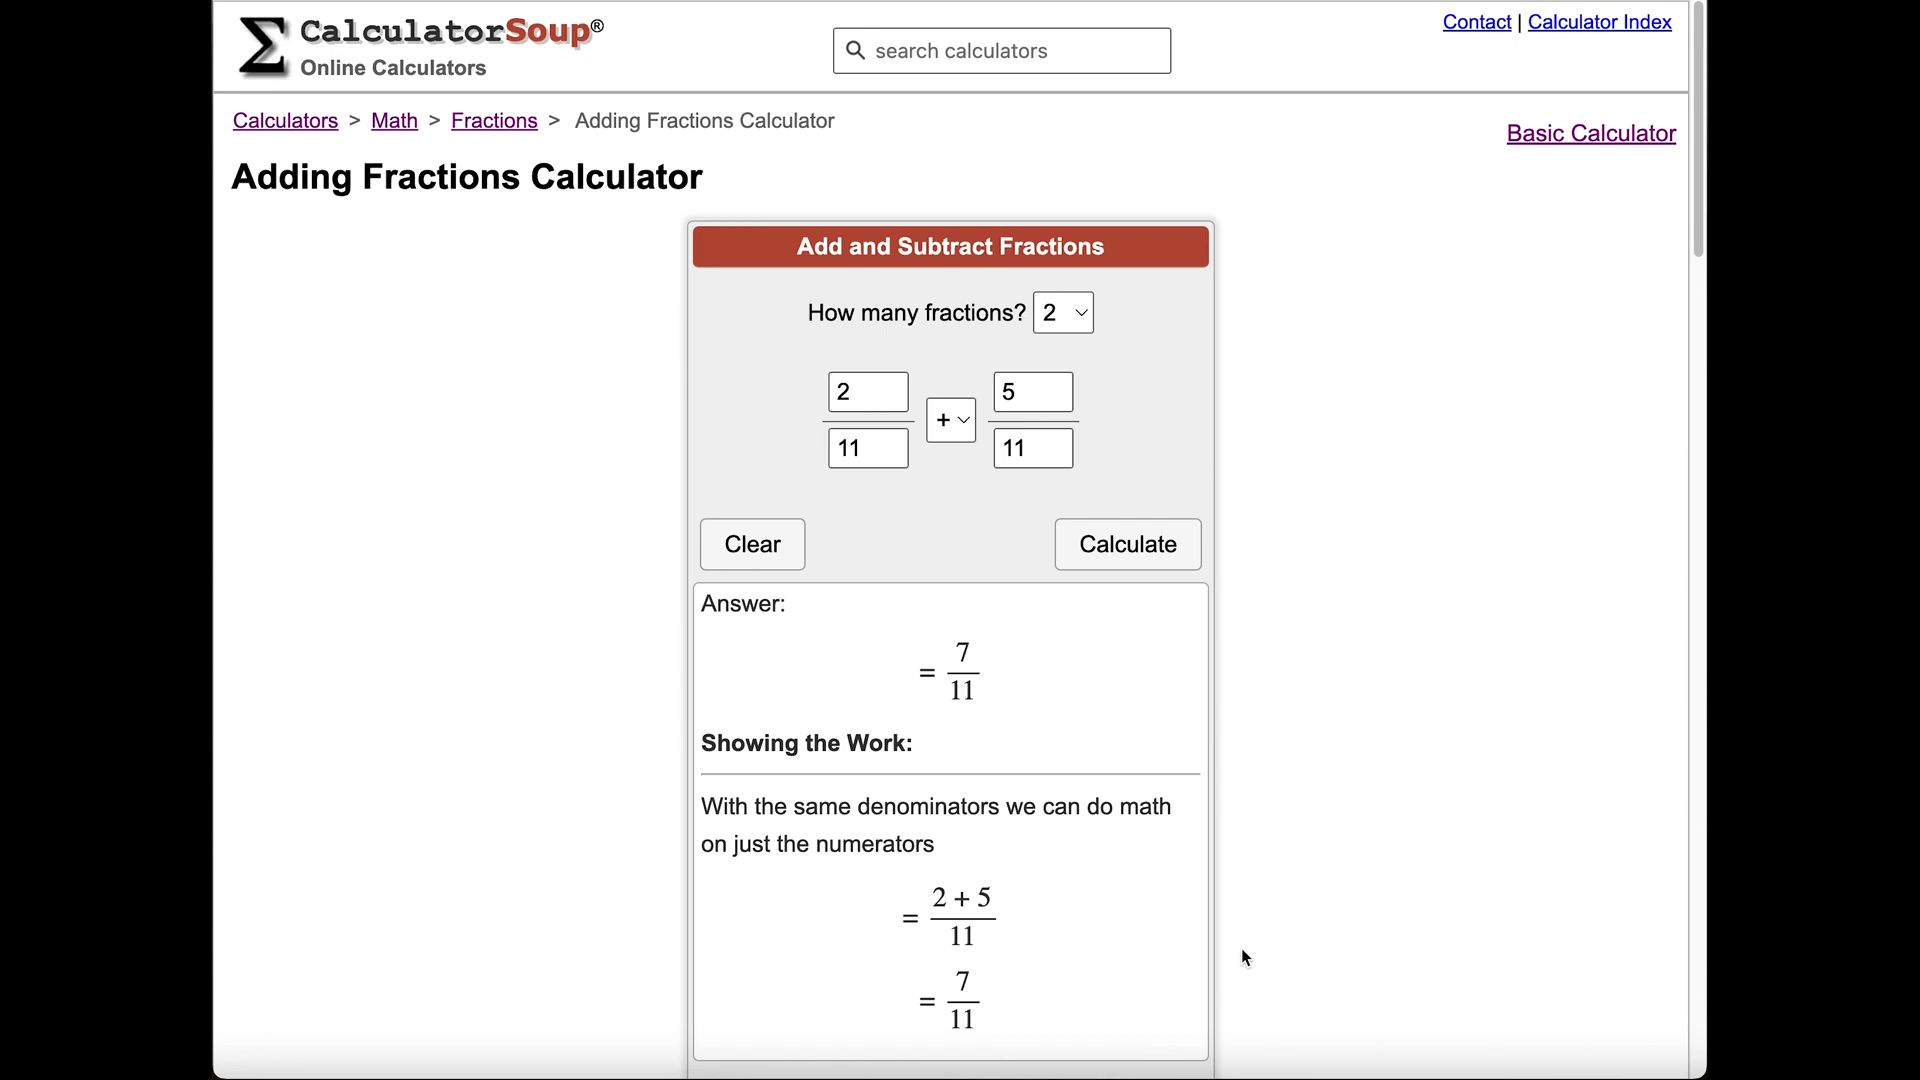 CalculatorSoup®
Online Calculators
search calculators
Contact | Calculator Index
Calculators > Math > Fractions > Adding Fractions Calculator
Basic Calculator
Adding Fractions Calculator
Add and Subtract Fractions
How many fractions? 2
2
11
+
5
11
Clear
Calculate
Answer:
= 7
11
Showing the Work:
With the same denominators we can do math
on just the numerators
= 2 + 5
11
= 7
11